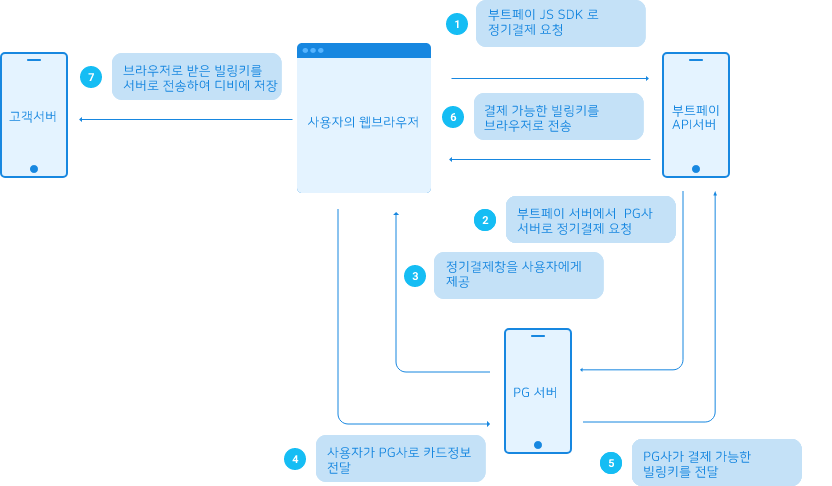 1
부트페이 JS SDK 로
정기결제 요청
7
브라우저로 받은 빌링키를
서버로 전송하여 디비에 저장
고객서버
사용자의 웹브라우저
6
결제 가능한 빌링키를
브라우저로 전송
부트페이
API서버
2
부트페이 서버에서 PG사
서버로 정기결제 요청
3
정기결제창을 사용자에게
제공
PG 서버
4
사용자가 PG사로 카드정보
전달
5
PG사가 결제 가능한
빌링키를 전달